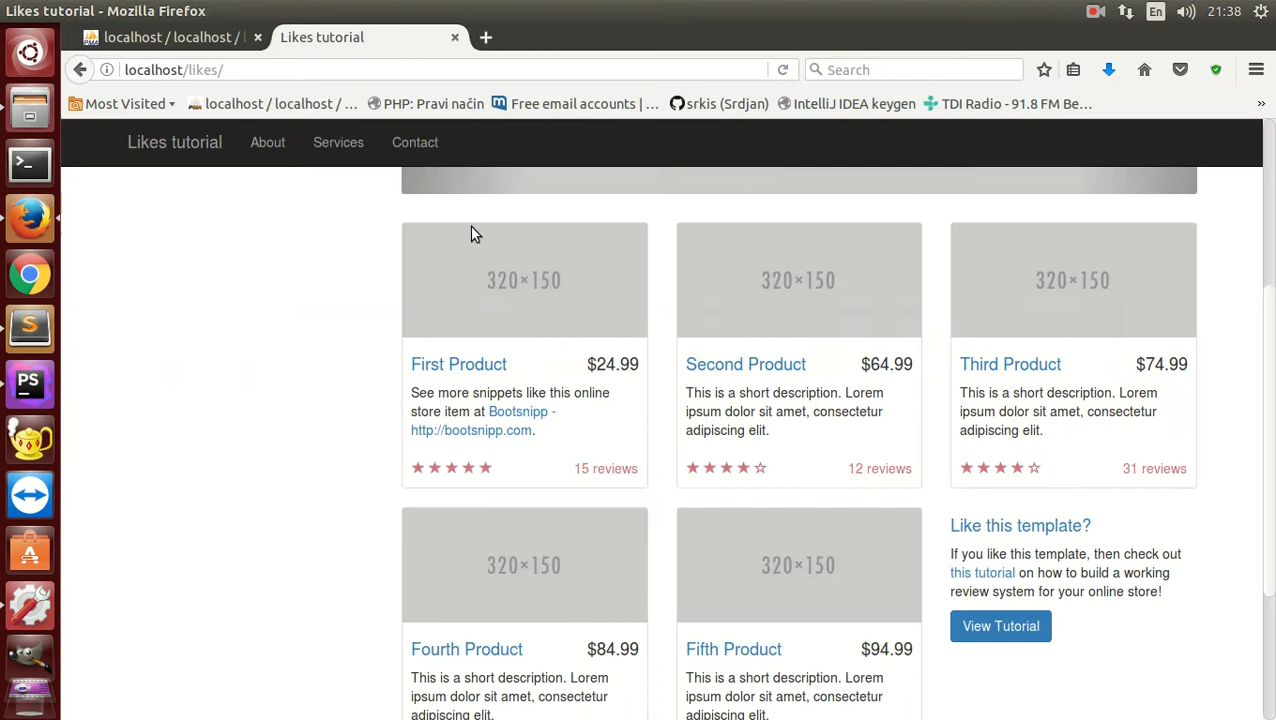 Likes tutorial - Mozilla Firefox
En
21:38
localhost / localhost /
Likes tutorial
localhost/likes/
Search
Most Visited
localhost / localhost / ...
PHP: Pravi način
Free email accounts | ...
srkis (Srdjan)
IntelliJ IDEA keygen
TDI Radio - 91.8 FM Be...
Likes tutorial
About
Services
Contact
320×150
320×150
320×150
First Product
$24.99
See more snippets like this online
store item at Bootsnipp -
http://bootsnipp.com.
15 reviews
Second Product
$64.99
This is a short description. Lorem
ipsum dolor sit amet, consectetur
adipiscing elit.
12 reviews
Third Product
$74.99
This is a short description. Lorem
ipsum dolor sit amet, consectetur
adipiscing elit.
31 reviews
320×150
320×150
Fourth Product
$84.99
This is a short description. Lorem
ipsum dolor sit amet, consectetur
adipiscing elit.
Fifth Product
$94.99
This is a short description. Lorem
ipsum dolor sit amet, consectetur
adipiscing elit.
Like this template?
If you like this template, then check out
this tutorial on how to build a working
review system for your online store!
View Tutorial
PS